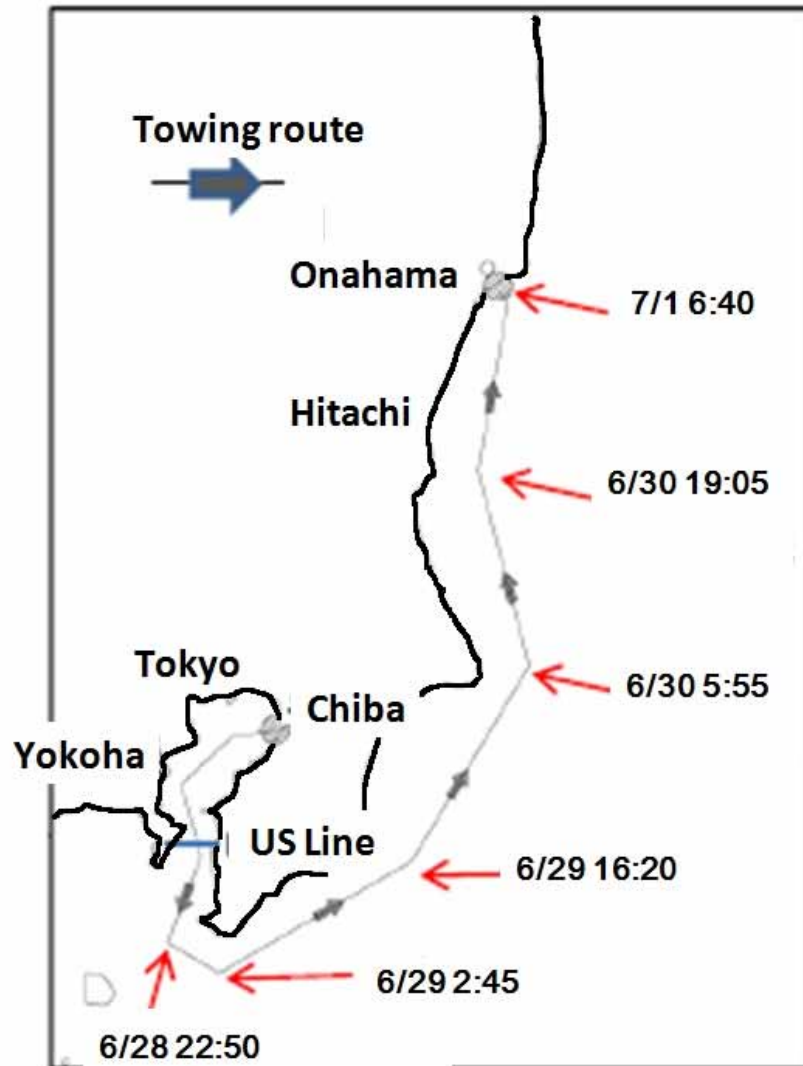 Towing route
Onahama
7/1 6:40
Hitachi
6/30 19:05
Tokyo
6/30 5:55
Chiba
Yokoha
US Line
6/29 16:20
6/29 2:45
6/28 22:50